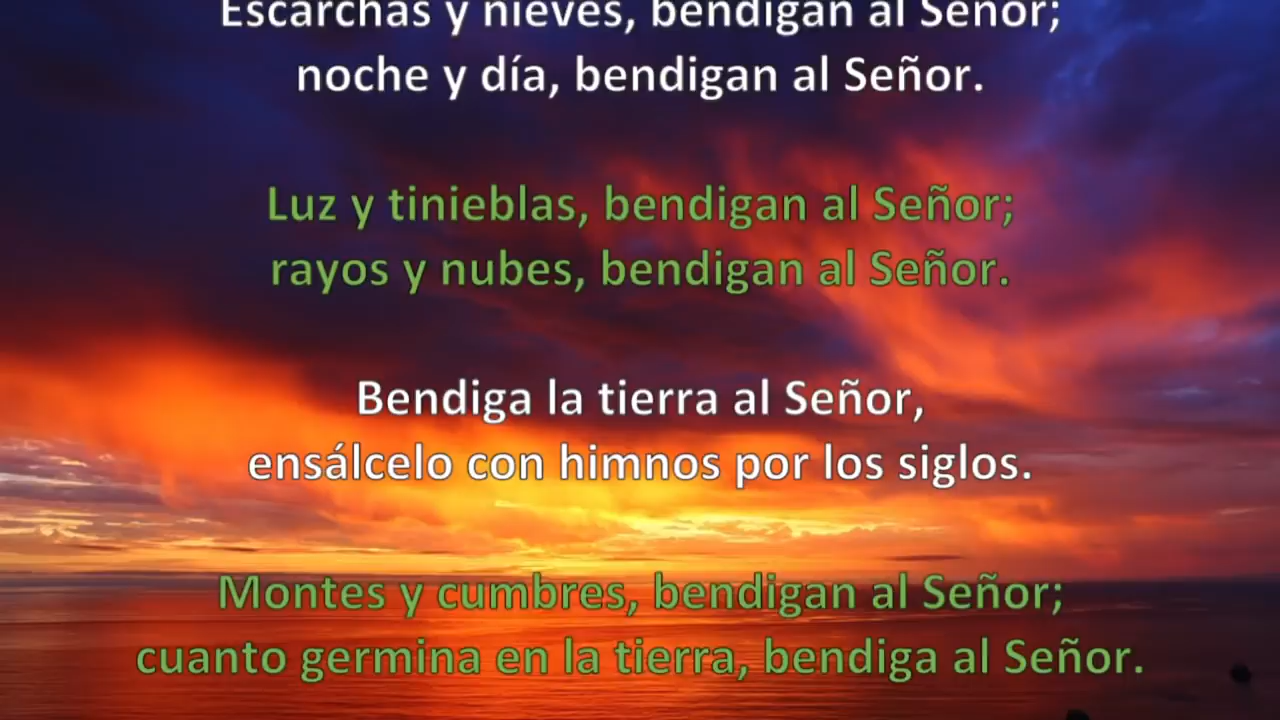 Escarchas y nieves, bendigan al Señor;
noche y día, bendigan al Señor.
Luz y tinieblas, bendigan al Señor;
rayos y nubes, bendigan al Señor.
Bendiga la tierra al Señor,
ensálcelo con himnos por los siglos.
Montes y cumbres, bendigan al Señor;
cuanto germina en la tierra, bendiga al Señor.